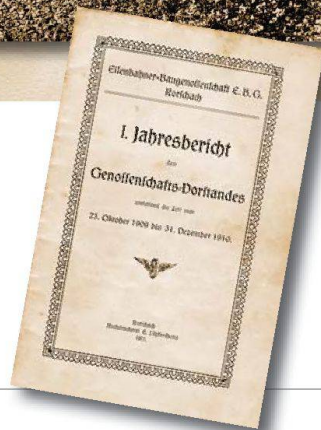 Eisenbahner-Baugenossenschaft E. B. G.
Rorschach
I. Jahresbericht
des
Genossenschafts-Vorstandes
umfassend die Zeit vom
23. Oktober 1909 bis 31. Dezember 1910.
Rorschach
1911.